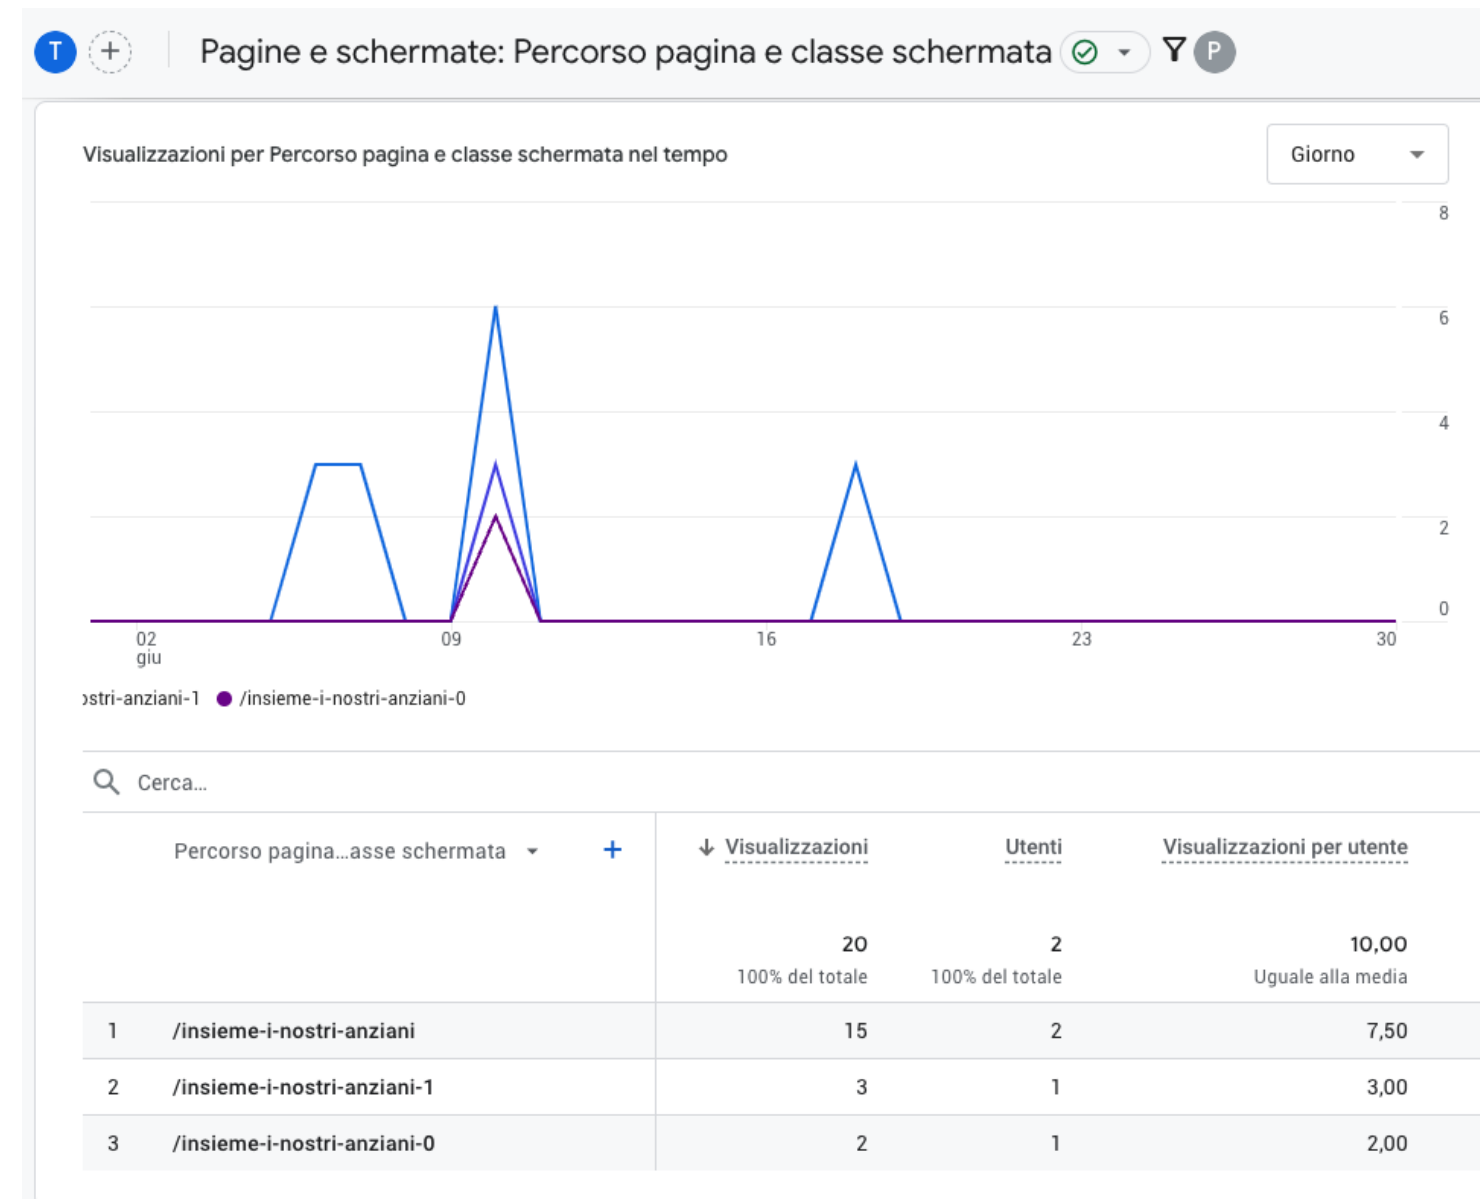 T + Pagine e schermate: Percorso pagina e classe schermata P
Visualizzazioni per Percorso pagina e classe schermata nel tempo
Giorno
8
6
4
2
0
02 09 16 23 30
giu
ostri-anziani-1 /insieme-i-nostri-anziani-0
Cerca...
Percorso pagina...asse schermata + Visualizzazioni Utenti Visualizzazioni per utente
20 2 10,00
100% del totale 100% del totale Uguale alla media
1 /insieme-i-nostri-anziani 15 2 7,50
2 /insieme-i-nostri-anziani-1 3 1 3,00
3 /insieme-i-nostri-anziani-0 2 1 2,00